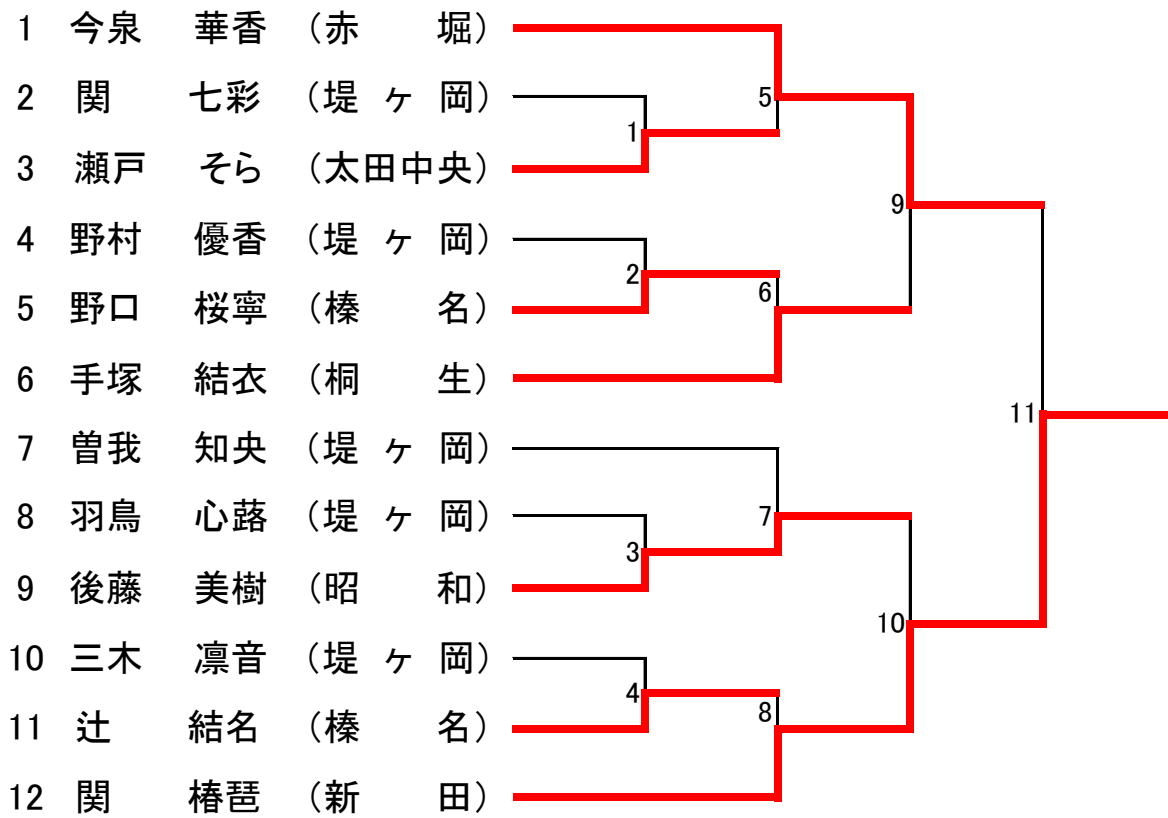 1 今泉 華香 (赤 堀)
2 関 七彩 (堤 ヶ 岡)
3 瀬戸 そら (太田中央)
4 野村 優香 (堤 ヶ 岡)
5 野口 桜寧 (榛 名)
6 手塚 結衣 (桐 生)
7 曽我 知央 (堤 ヶ 岡)
8 羽鳥 心蕗 (堤 ヶ 岡)
9 後藤 美樹 (昭 和)
10 三木 凛音 (堤 ヶ 岡)
11 辻 結名 (榛 名)
12 関 椿琶 (新 田)
1
2
3
4
5
6
7
8
9
10
11